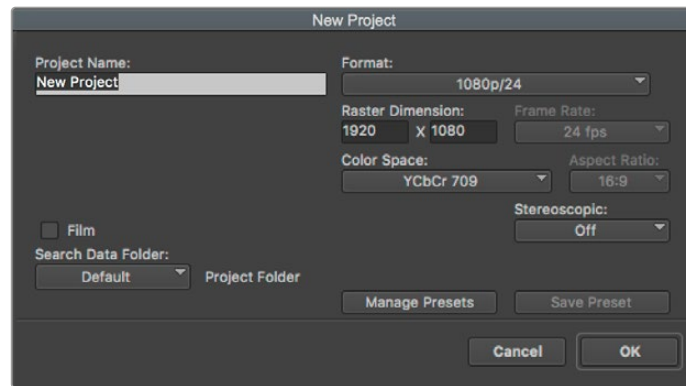 New Project
Project Name:
New Project
Format:
1080p/24
Raster Dimension:
1920 X 1080
Frame Rate:
24 fps
Color Space:
YCbCr 709
Aspect Ratio:
16:9
Stereoscopic:
Off
Film
Search Data Folder:
Default
Project Folder
Manage Presets
Save Preset
Cancel
OK